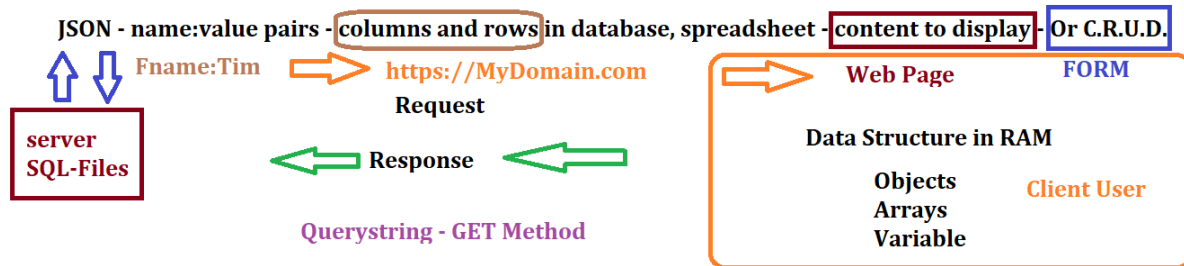 JSON - name:value pairs - columns and rows in database, spreadsheet - content to display - Or C.R.U.D.
Fname:Tim
https://MyDomain.com
Web Page
FORM
Request
server
SQL-Files
Response
Data Structure in RAM
Objects
Arrays
Variable
Client User
Querystring - GET Method